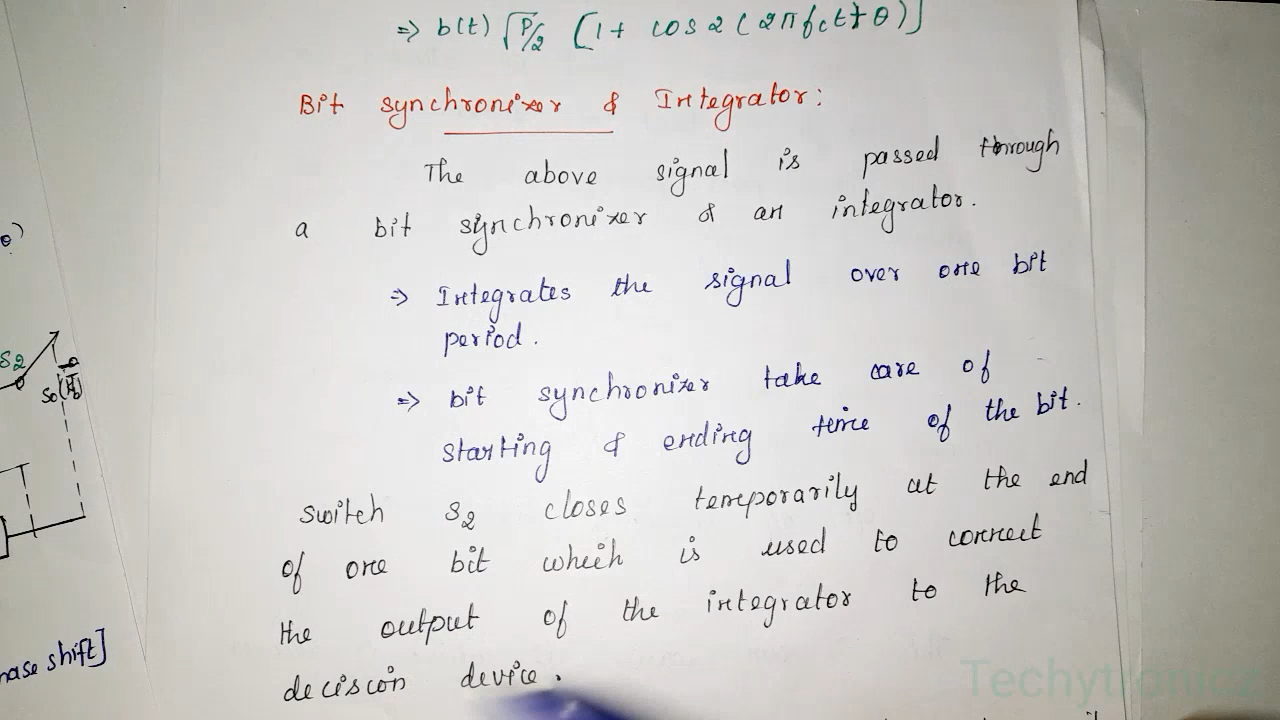 ⇒ b(t) √P/2 [1 + cos 2(2πfct + θ)]
Bit synchronizer & Integrator:
The above signal is passed through
a bit synchronizer & an integrator.
⇒ Integrates the signal over one bit
period.
⇒ bit synchronizer take care of
starting & ending time of the bit.
switch S2 closes temporarily at the end
of one bit which is used to connect
the output of the integrator to the
decision device.
θ)
S2
hase shift]
Techytronicz